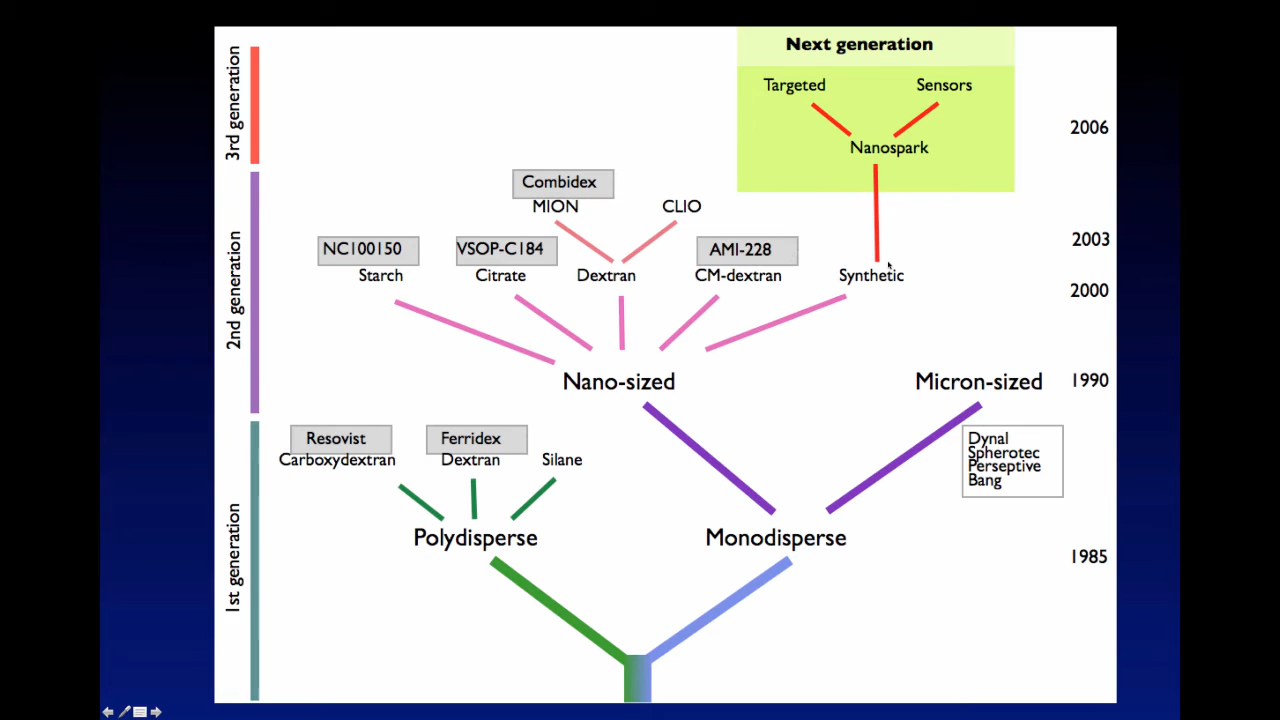 Next generation
Targeted
Sensors
Nanospark
2006
3rd generation
Combidex
MION
CLIO
NC100150
VSOP-C184
AMI-228
2003
Starch
Citrate
Dextran
CM-dextran
Synthetic
2000
2nd generation
Nano-sized
Micron-sized
1990
Resovist
Ferridex
Dynal
Spherotec
Perseptive
Bang
Carboxydextran
Dextran
Silane
Polydisperse
Monodisperse
1985
1st generation